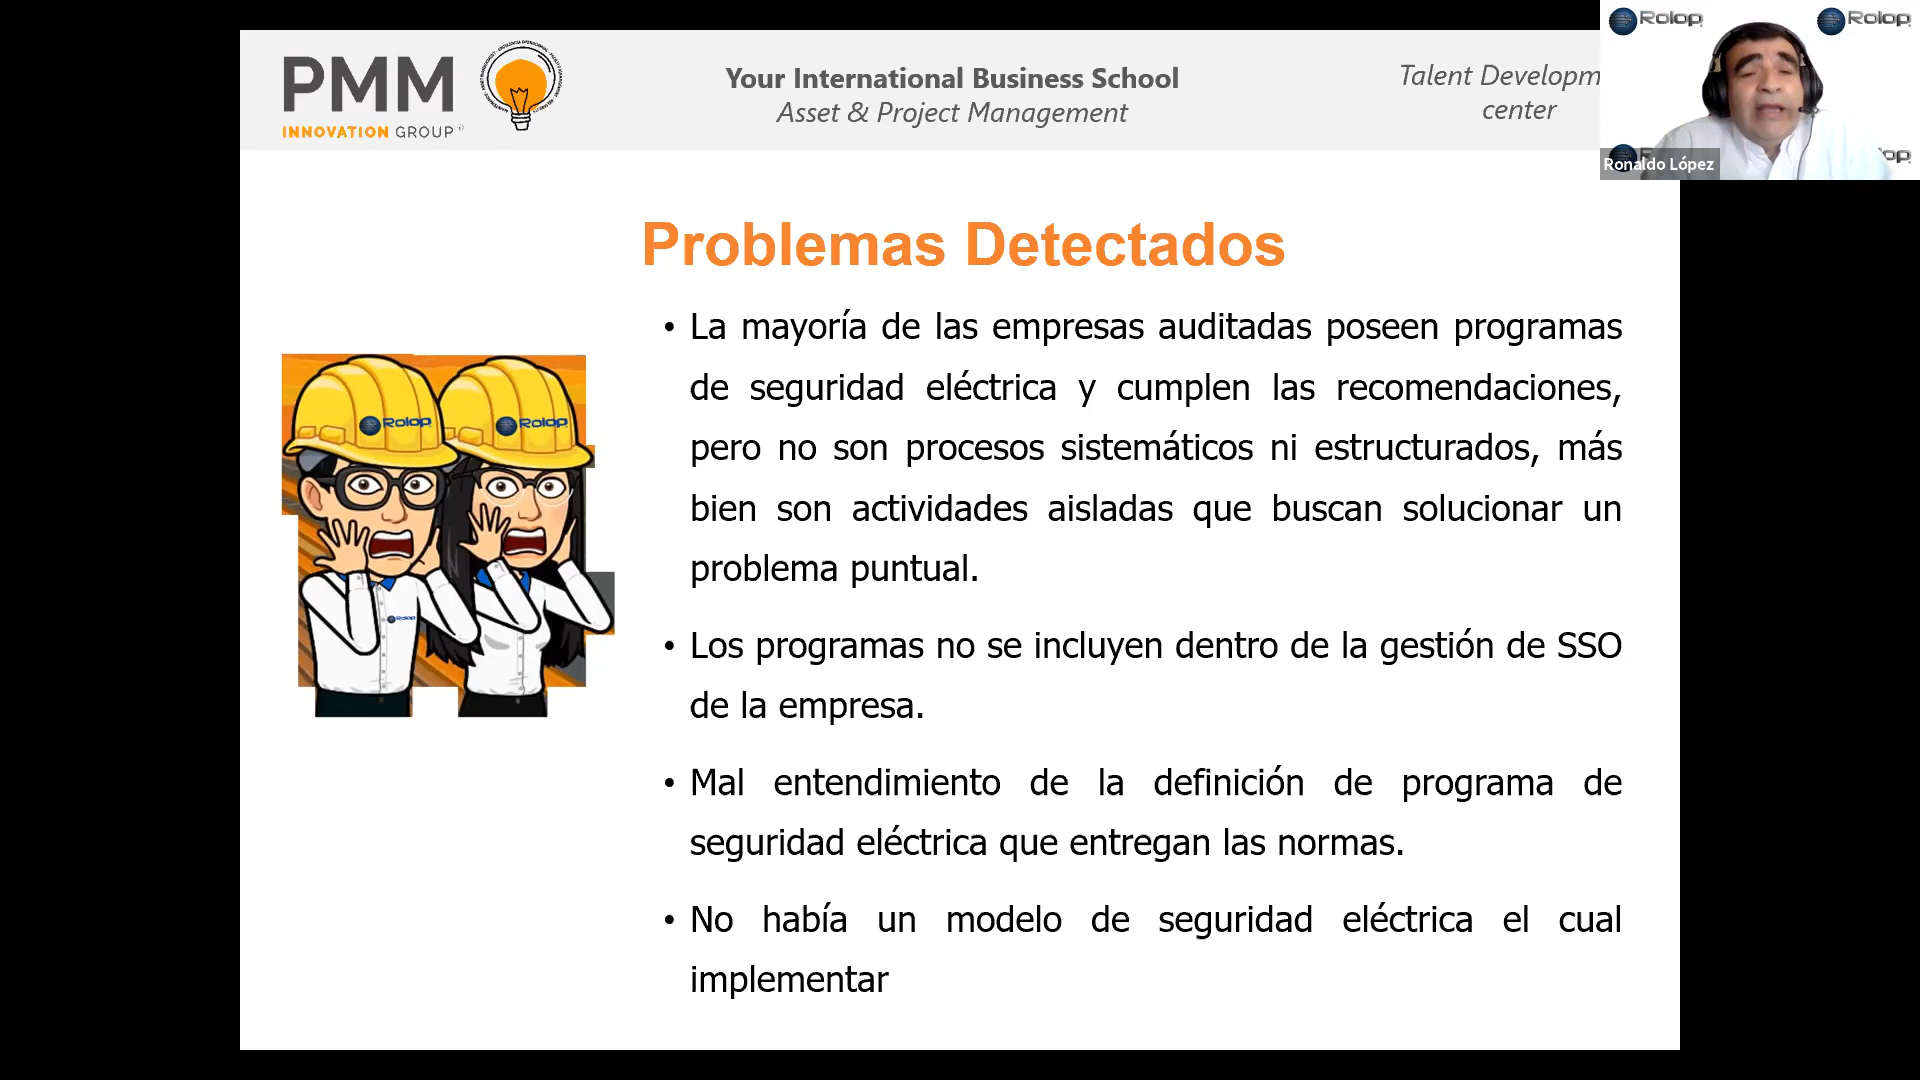 PMM
INNOVATION GROUP
Your International Business School
Asset & Project Management
Talent Developm
center
Rolop
Rolop
Ronaldo López
Problemas Detectados
• La mayoría de las empresas auditadas poseen programas
de seguridad eléctrica y cumplen las recomendaciones,
pero no son procesos sistemáticos ni estructurados, más
bien son actividades aisladas que buscan solucionar un
problema puntual.
• Los programas no se incluyen dentro de la gestión de SSO
de la empresa.
• Mal entendimiento de la definición de programa de
seguridad eléctrica que entregan las normas.
• No había un modelo de seguridad eléctrica el cual
implementar
Rolop
Rolop
Rolop